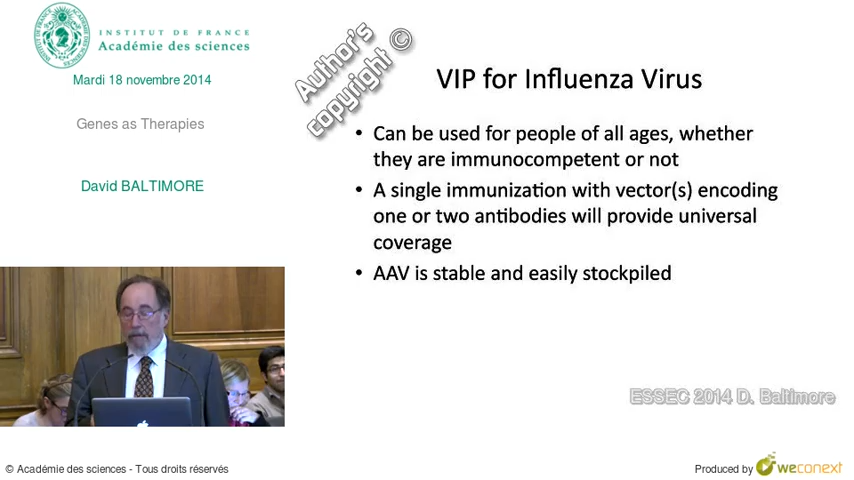 INSTITUT DE FRANCE
Académie des sciences
Mardi 18 novembre 2014
Genes as Therapies
David BALTIMORE
Author's
copyright ©
VIP for Influenza Virus
• Can be used for people of all ages, whether
they are immunocompetent or not
• A single immunization with vector(s) encoding
one or two antibodies will provide universal
coverage
• AAV is stable and easily stockpiled
ESSEC 2014 D. Baltimore
© Académie des sciences - Tous droits réservés
Produced by weconext